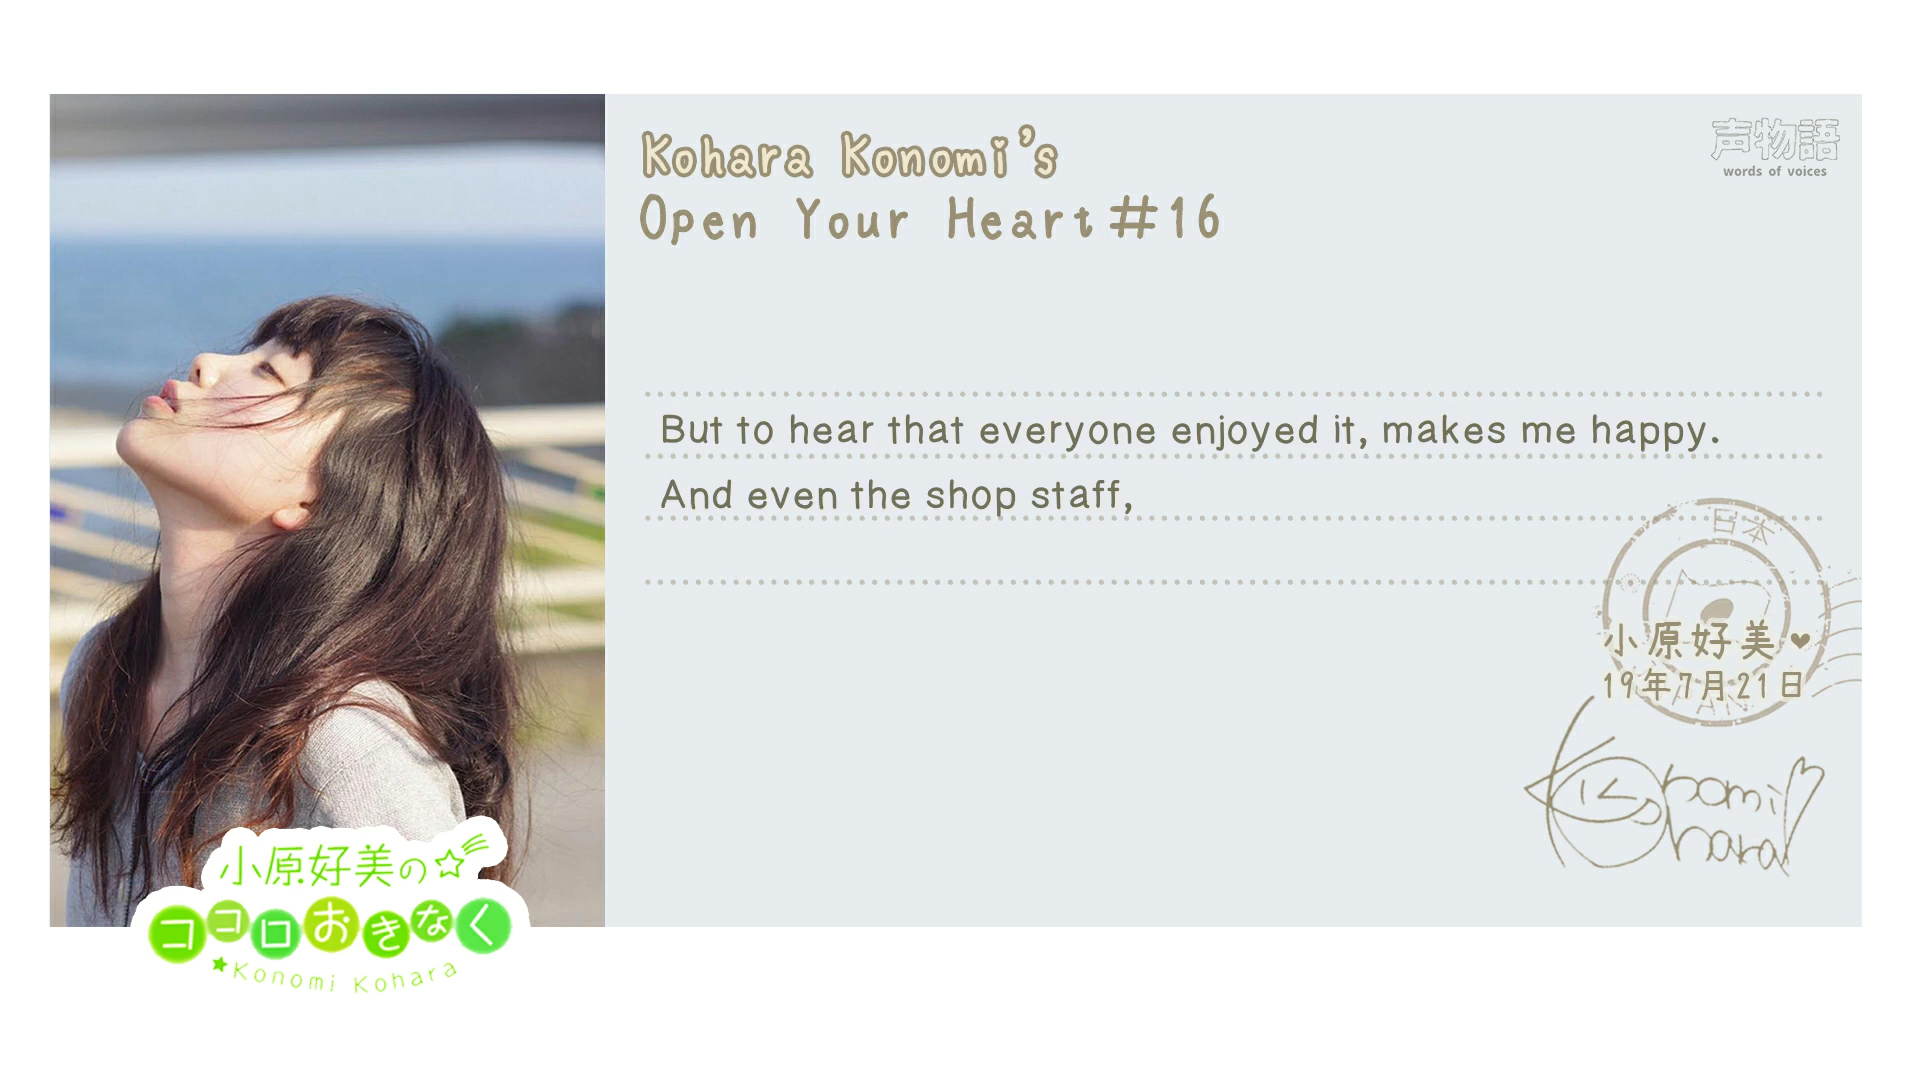 Kohara Konomi's
Open Your Heart #16
声物語
words of voices
But to hear that everyone enjoyed it, makes me happy.
And even the shop staff,
日本
小原好美❤
19年7月21日
Konomi
Kohara
小原好美の☆
ココロおきなく
★Konomi Kohara